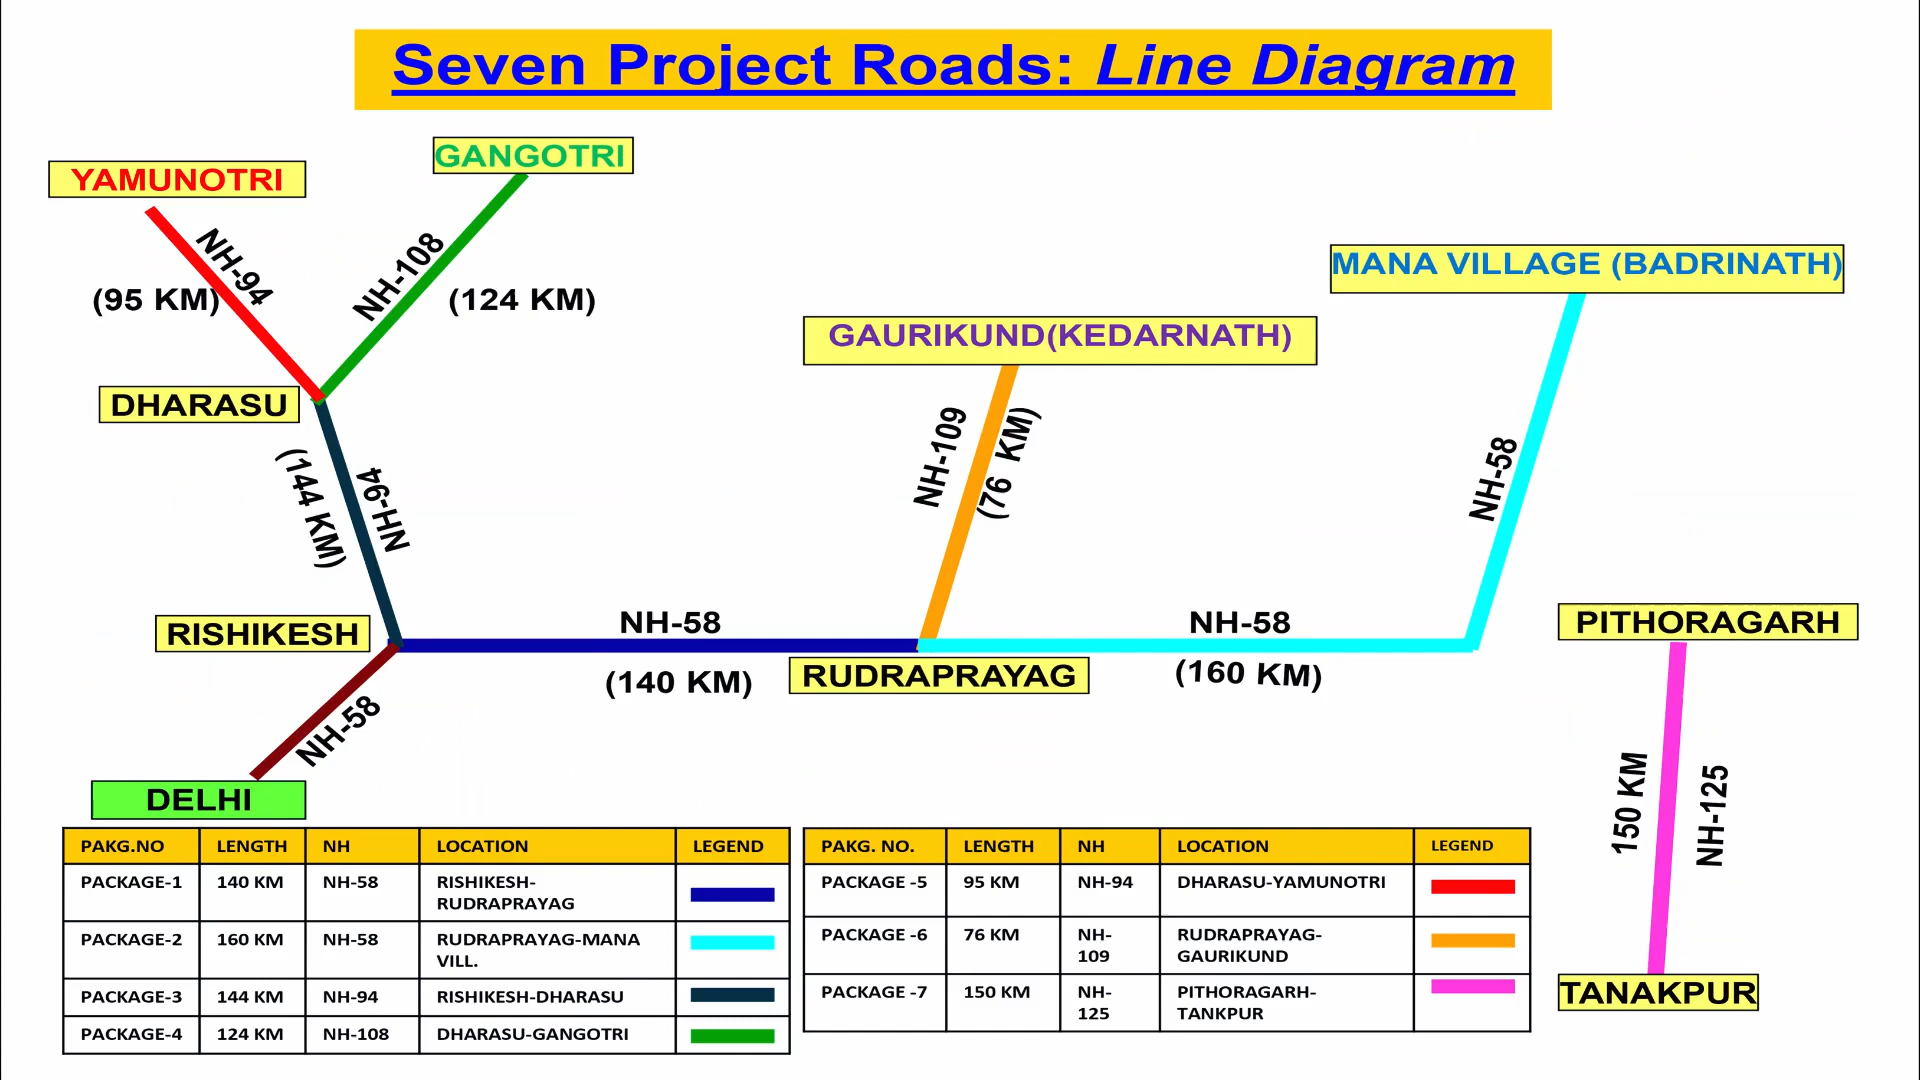 Seven Project Roads: Line Diagram
GANGOTRI
YAMUNOTRI
NH-94
NH-108
(95 KM)
(124 KM)
MANA VILLAGE (BADRINATH)
GAURIKUND(KEDARNATH)
DHARASU
(144 KM)
NH-94
NH-109
(76 KM)
NH-58
RISHIKESH
NH-58
(140 KM)
RUDRAPRAYAG
NH-58
(160 KM)
PITHORAGARH
NH-58
DELHI
150 KM
NH-125
TANAKPUR
PAKG.NO LENGTH NH LOCATION LEGEND
PACKAGE-1 140 KM NH-58 RISHIKESH-
RUDRAPRAYAG
PACKAGE-2 160 KM NH-58 RUDRAPRAYAG-MANA
VILL.
PACKAGE-3 144 KM NH-94 RISHIKESH-DHARASU
PACKAGE-4 124 KM NH-108 DHARASU-GANGOTRI
PAKG. NO. LENGTH NH LOCATION LEGEND
PACKAGE -5 95 KM NH-94 DHARASU-YAMUNOTRI
PACKAGE -6 76 KM NH- RUDRAPRAYAG-
109 GAURIKUND
PACKAGE -7 150 KM NH- PITHORAGARH-
125 TANKPUR